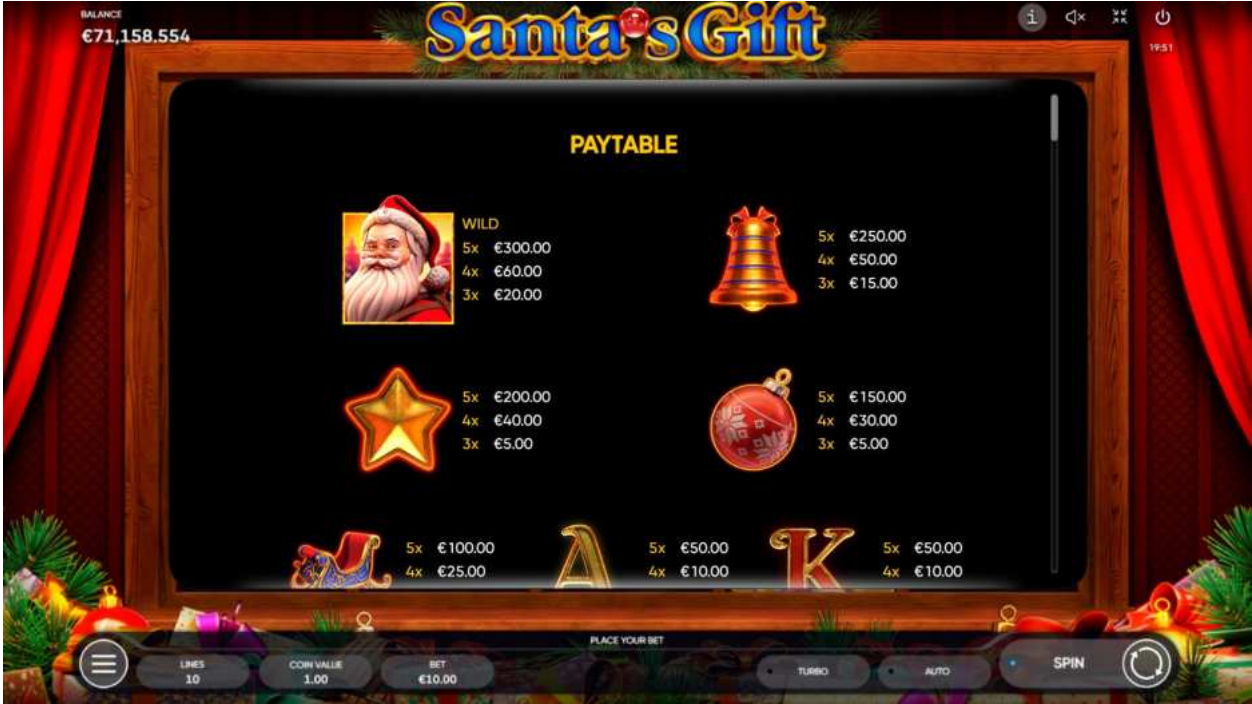 BALANCE
€71,158.554
Santa's Gift
i
19:51
PAYTABLE
WILD
5x €300.00
4x €60.00
3x €20.00
5x €250.00
4x €50.00
3x €15.00
5x €200.00
4x €40.00
3x €5.00
5x €150.00
4x €30.00
3x €5.00
5x €100.00
4x €25.00
A
5x €50.00
4x €10.00
K
5x €50.00
4x €10.00
PLACE YOUR BET
LINES
10
COIN VALUE
1.00
BET
€10.00
TURBO
AUTO
SPIN